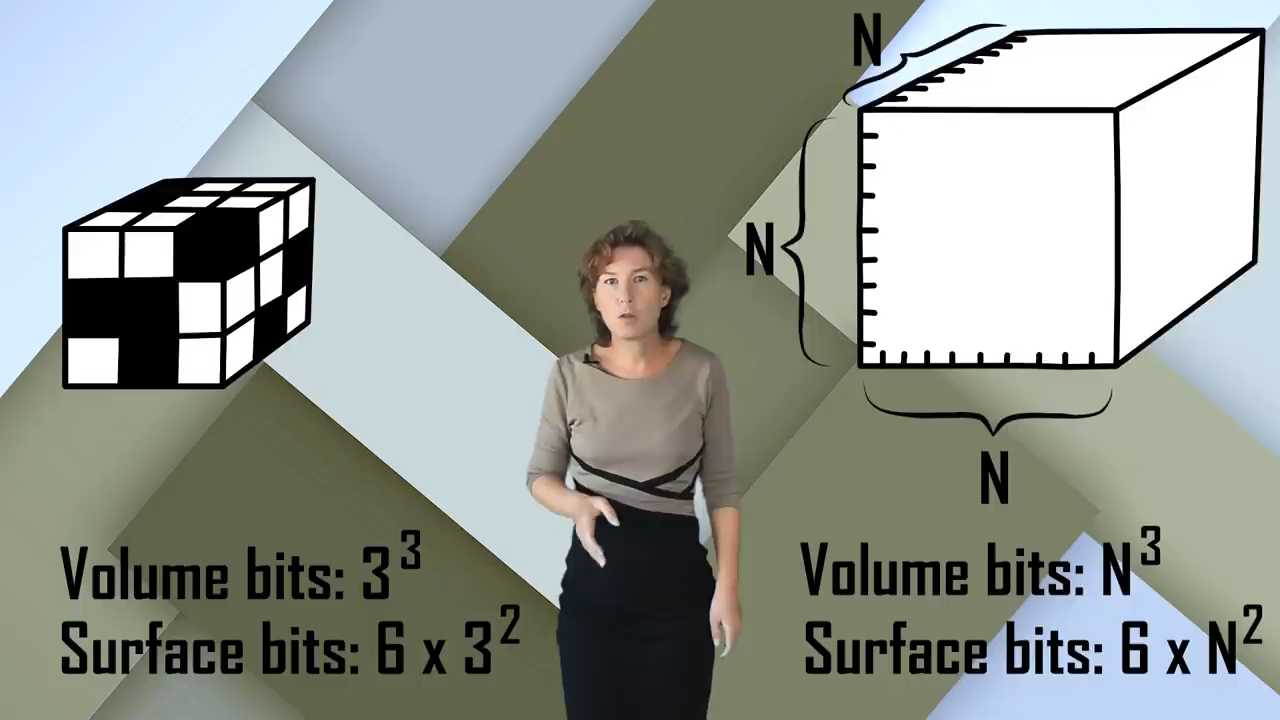 N
N
N
Volume bits: 3³
Surface bits: 6 x 3²
Volume bits: N³
Surface bits: 6 x N²